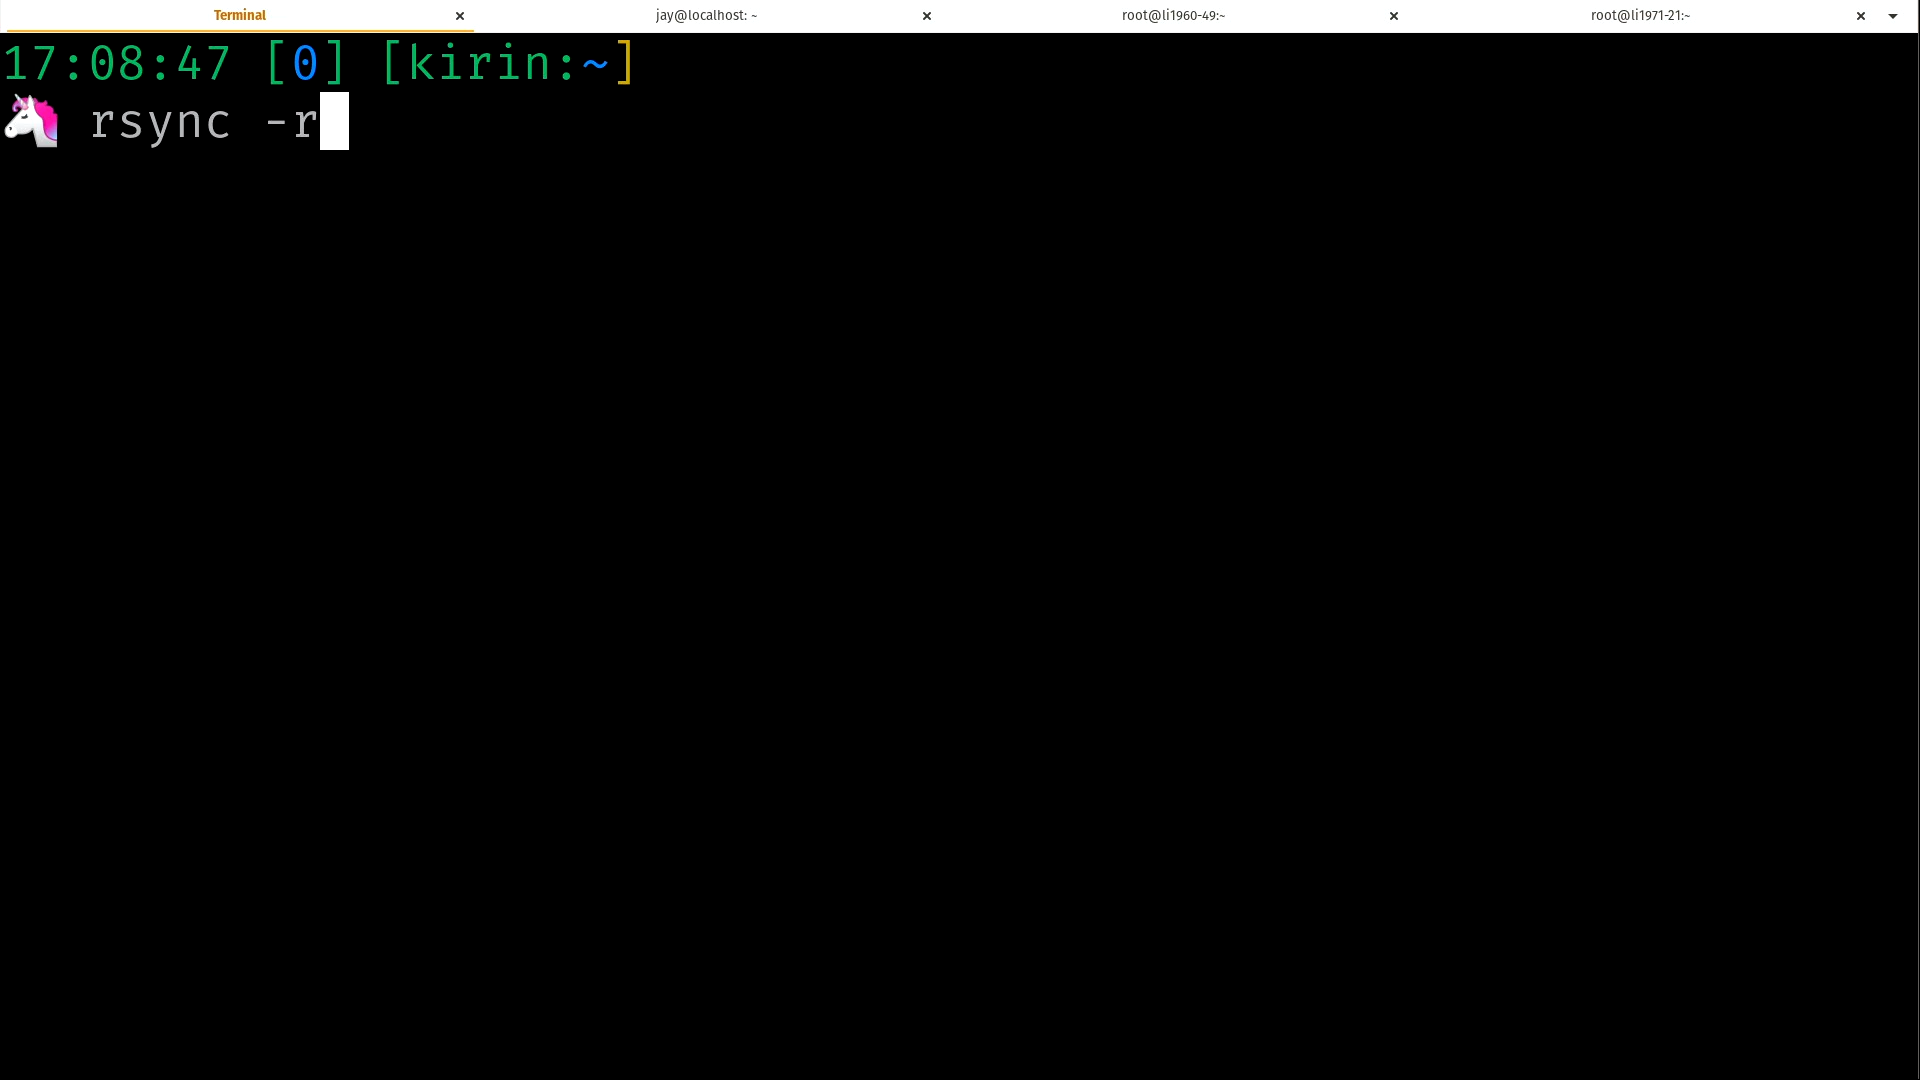 Terminal × jay@localhost: ~ × root@li1960-49:~ × root@li1971-21:~ ×
17:08:47 [0] [kirin:~]
🦄 rsync -r